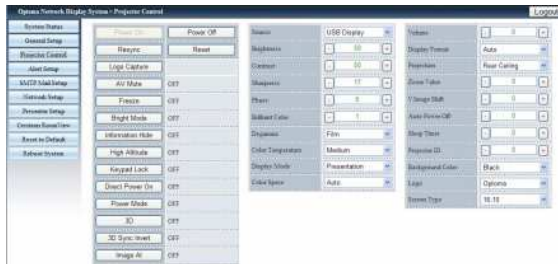 Optoma Network Display System > Projector Control
Logout
System Status
General Setup
Projector Control
Alert Setup
SMTP Mail Setup
Network Setup
Presenter Setup
Crestron RoomView
Reset to Default
Reboot System
Power On
Power Off
Resync
Reset
Logo Capture
AV Mute OFF
Freeze OFF
Bright Mode OFF
Information Hide OFF
High Altitude OFF
Keypad Lock OFF
Direct Power On OFF
Power Mode OFF
3D OFF
3D Sync Invert OFF
Image AI OFF
Source USB Display
Brightness - 50 +
Contrast - 50 +
Sharpness +
Phase +
Brilliant Color - 1 +
Degamma Film
Color Temperature Medium
Display Mode Presentation
Color Space Auto
Volume +
Display Format Auto
Projection Rear Ceiling
Zoom Value - 0 +
V Image Shift - 0 +
Auto Power Off - 0 +
Sleep Timer - 0 +
Projector ID - 0 +
Background Color Black
Logo Optoma
Screen Type 16:10